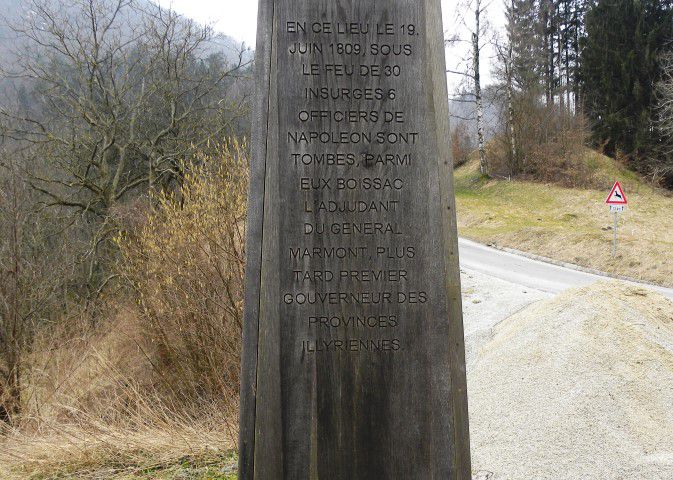 EN CE LIEU LE 19.
JUIN 1809, SOUS
LE FEU DE 30
INSURGES 6
OFFICIERS DE
NAPOLEON SONT
TOMBES, PARMI
EUX BOISSAC
L'ADJUDANT
DU GENERAL
MARMONT, PLUS
TARD PREMIER
GOUVERNEUR DES
PROVINCES
ILLYRIENNES.